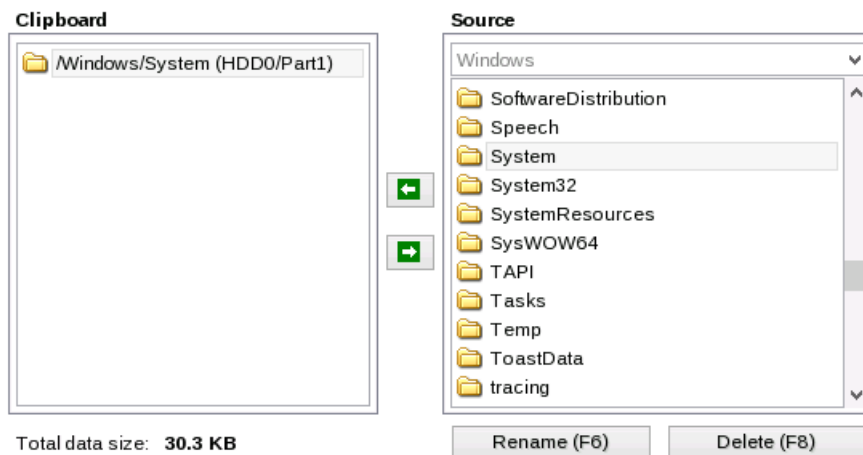 Clipboard
/Windows/System (HDD0/Part1)
Total data size: 30.3 KB
Source
Windows
SoftwareDistribution
Speech
System
System32
SystemResources
SysWOW64
TAPI
Tasks
Temp
ToastData
tracing
Rename (F6)
Delete (F8)